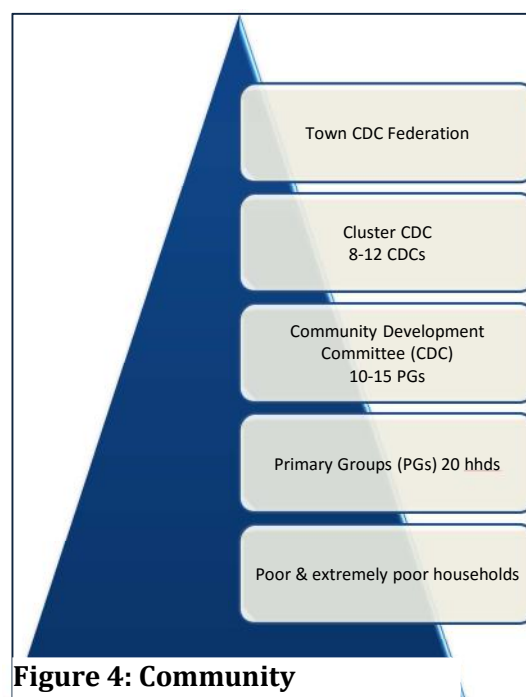 Town CDC Federation
Cluster CDC
8-12 CDCs
Community Development
Committee (CDC)
10-15 PGs
Primary Groups (PGs) 20 hhds
Poor & extremely poor households
Figure 4: Community